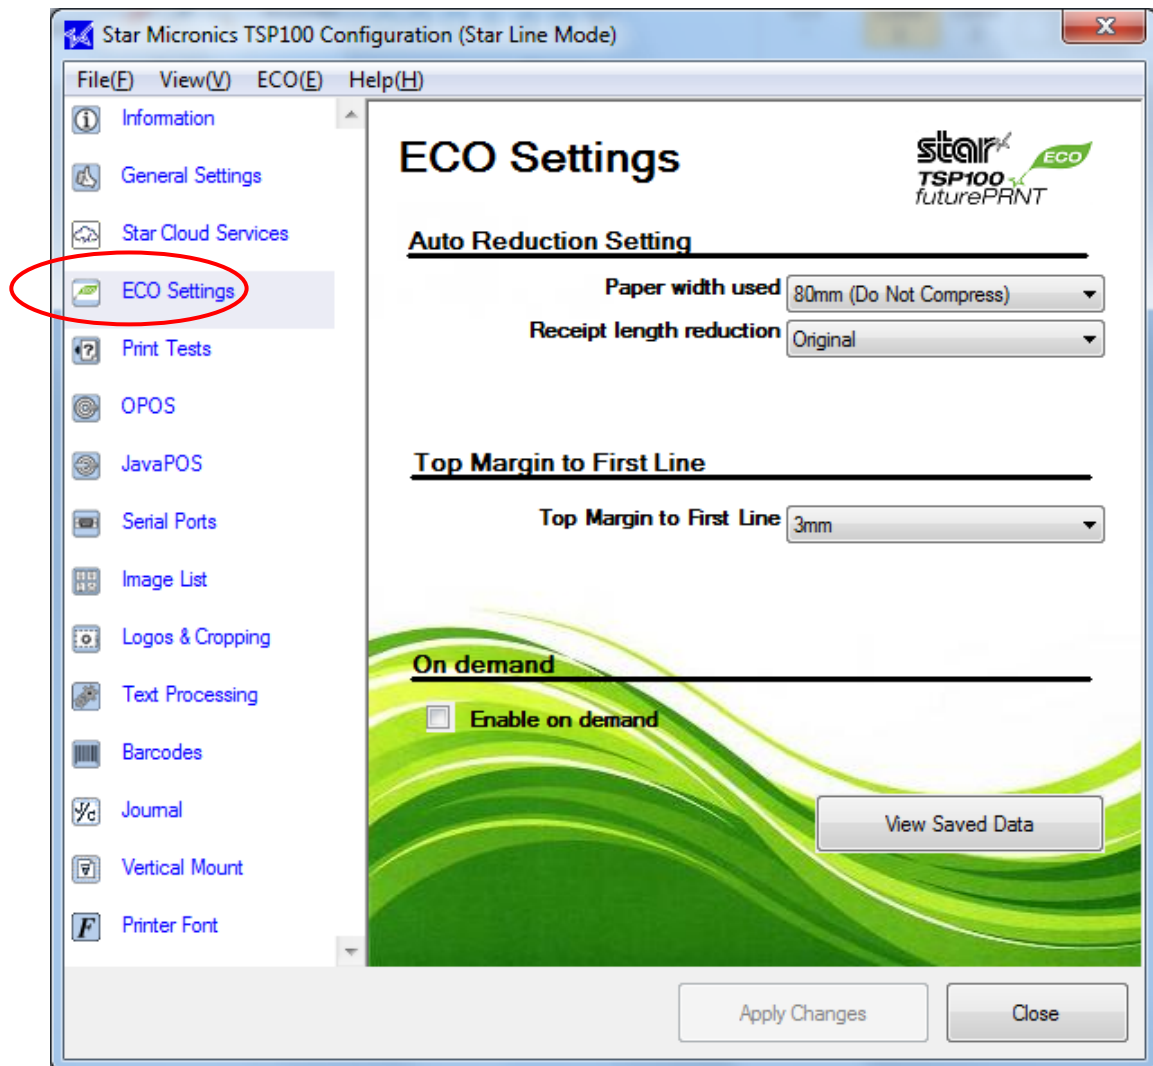 Star Micronics TSP100 Configuration (Star Line Mode)
File(F) View(V) ECO(E) Help(H)
Information
General Settings
Star Cloud Services
ECO Settings
Print Tests
OPOS
JavaPOS
Serial Ports
Image List
Logos & Cropping
Text Processing
Barcodes
Journal
Vertical Mount
Printer Font
ECO Settings
star ECO
TSP100
futurePRNT
Auto Reduction Setting
Paper width used 80mm (Do Not Compress)
Receipt length reduction Original
Top Margin to First Line
Top Margin to First Line 3mm
On demand
Enable on demand
View Saved Data
Apply Changes Close